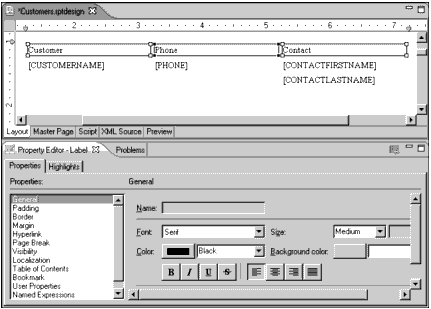 *Customers.rptdesign
1 2 3 4 5 6 7
Customer Phone Contact
[CUSTOMERNAME] [PHONE] [CONTACTFIRSTNAME]
[CONTACTLASTNAME]
Layout Master Page Script XML Source Preview
Property Editor - Label Problems
Properties Highlights
Properties: General
General
Padding
Border
Margin
Hyperlink
Page Break
Visibility
Localization
Table of Contents
Bookmark
User Properties
Named Expressions
Name:
Font: Serif Size: Medium
Color: Black Background color:
B I U S